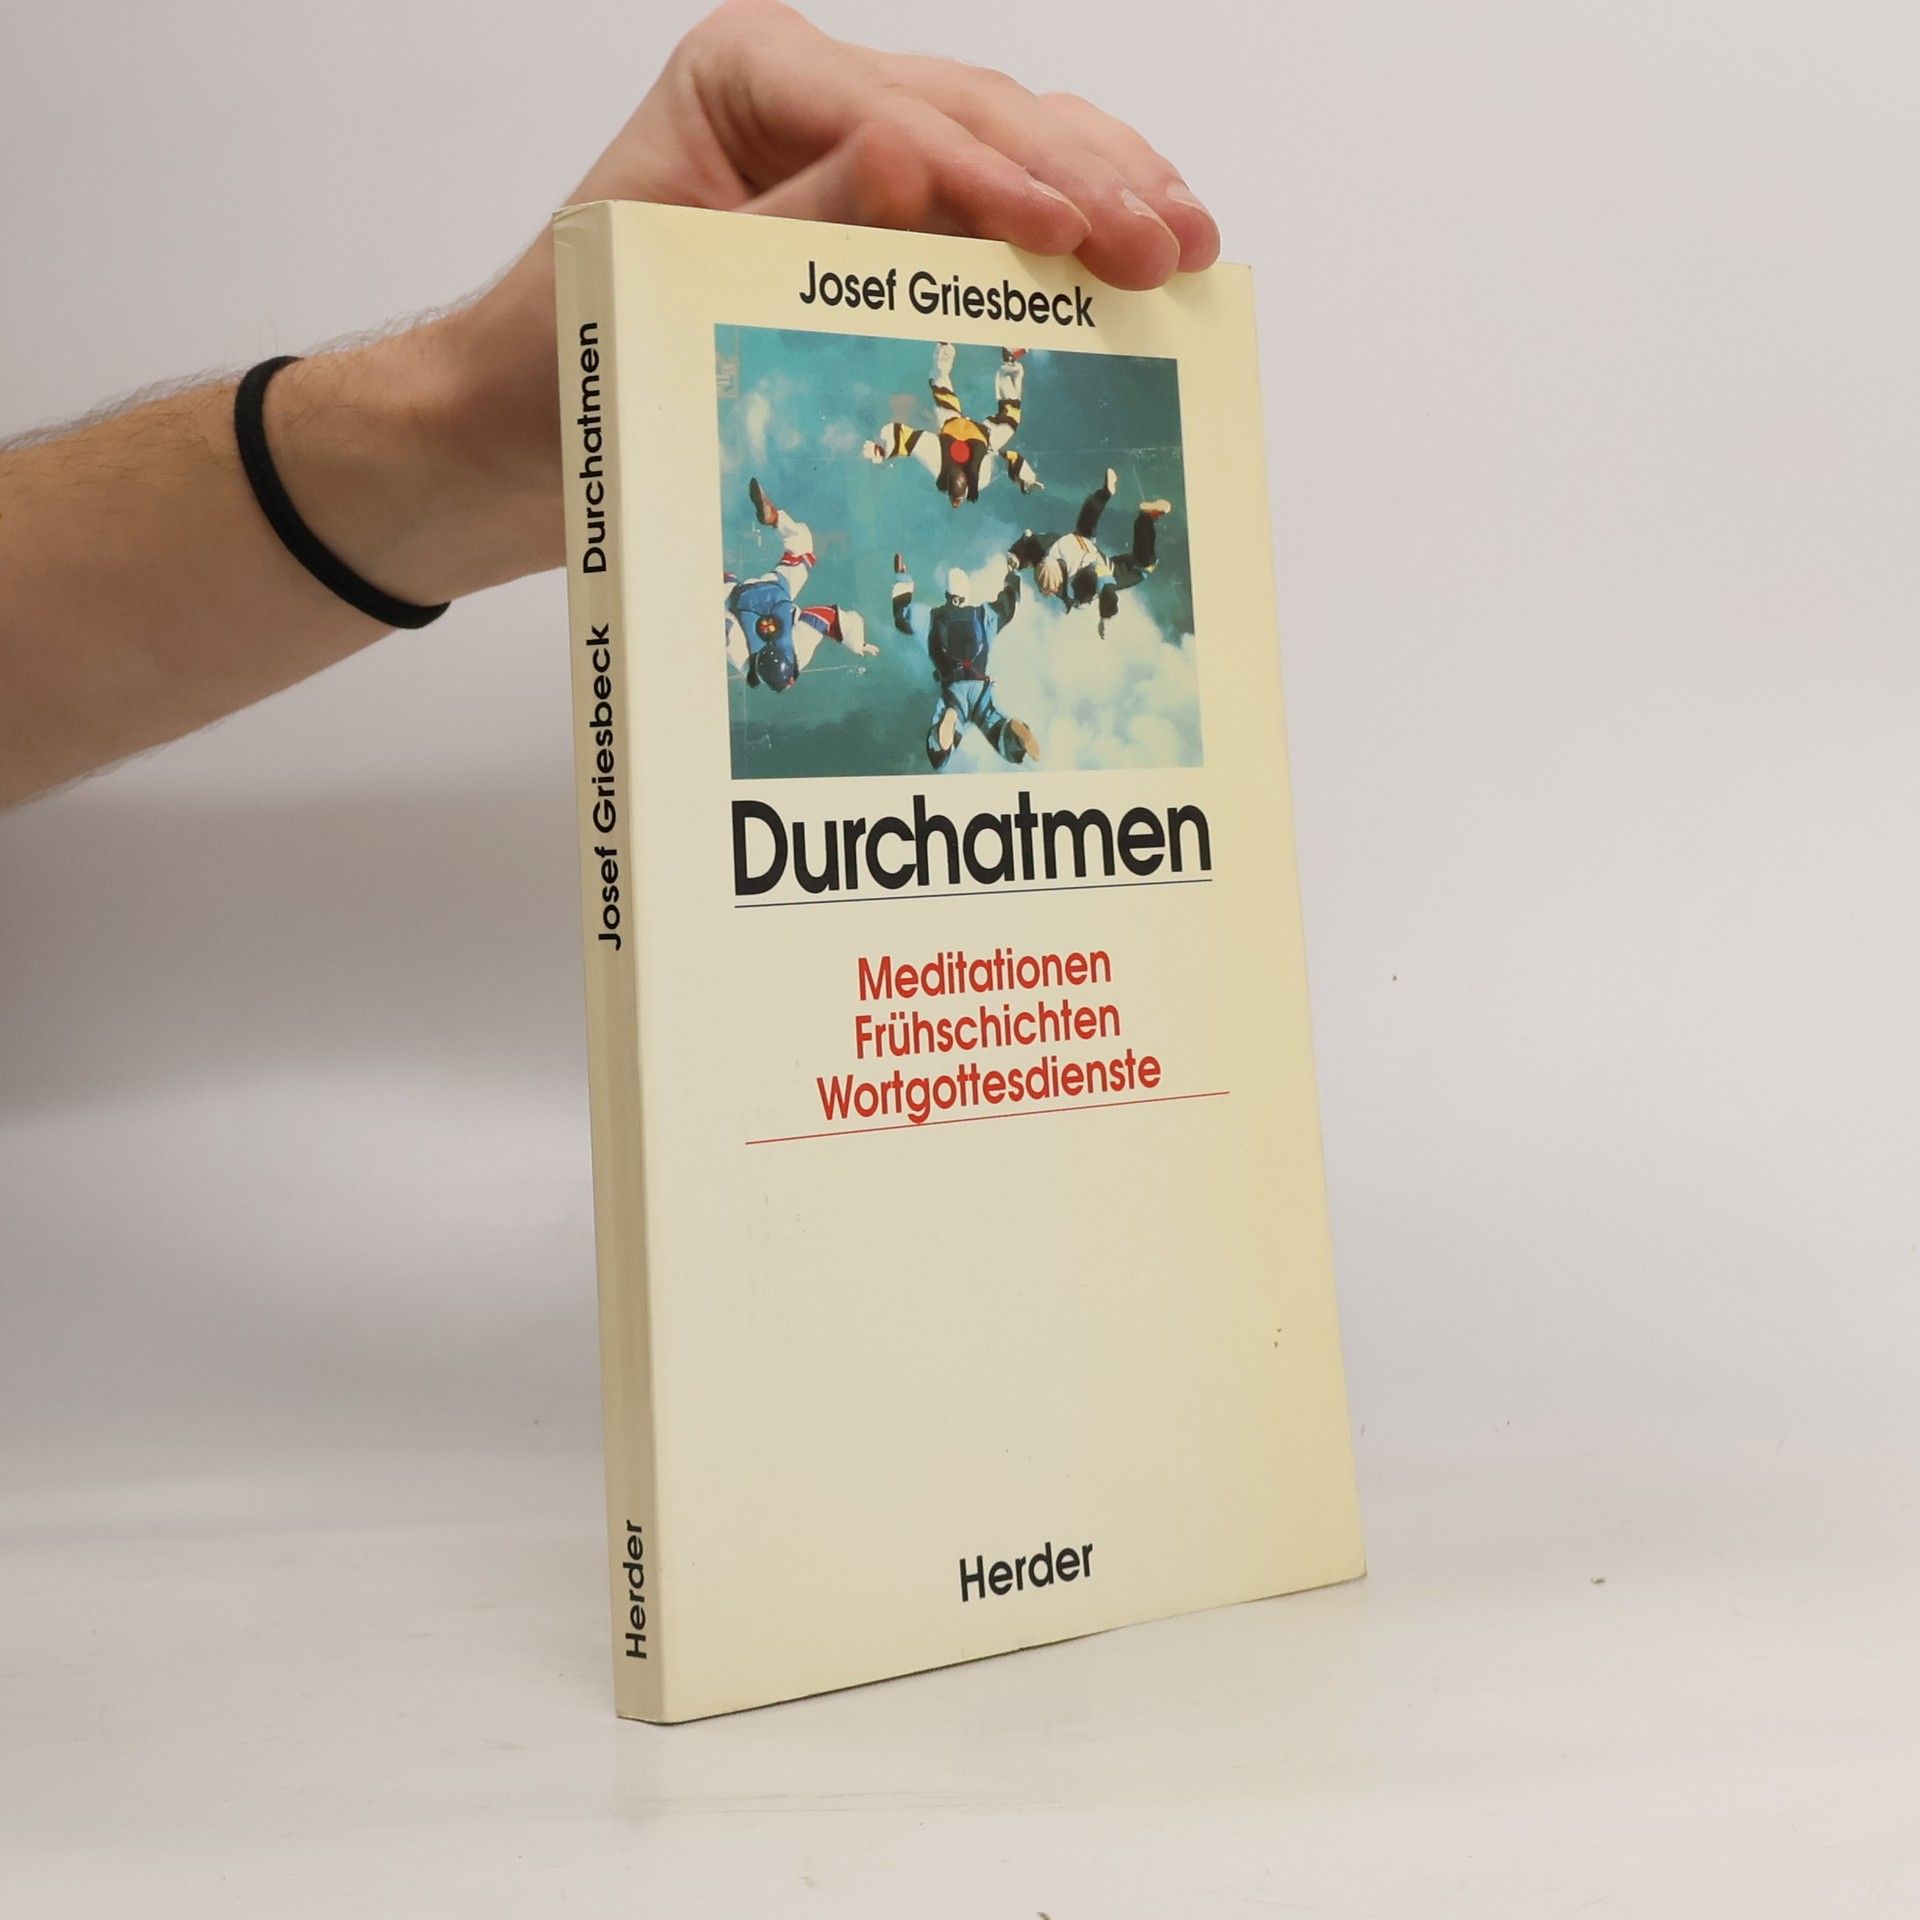 Josef Griesbeck
Durchatmen
Meditationen
Frühschichten
Wortgottesdienste
Herder
Josef Griesbeck Durchatmen
Herder